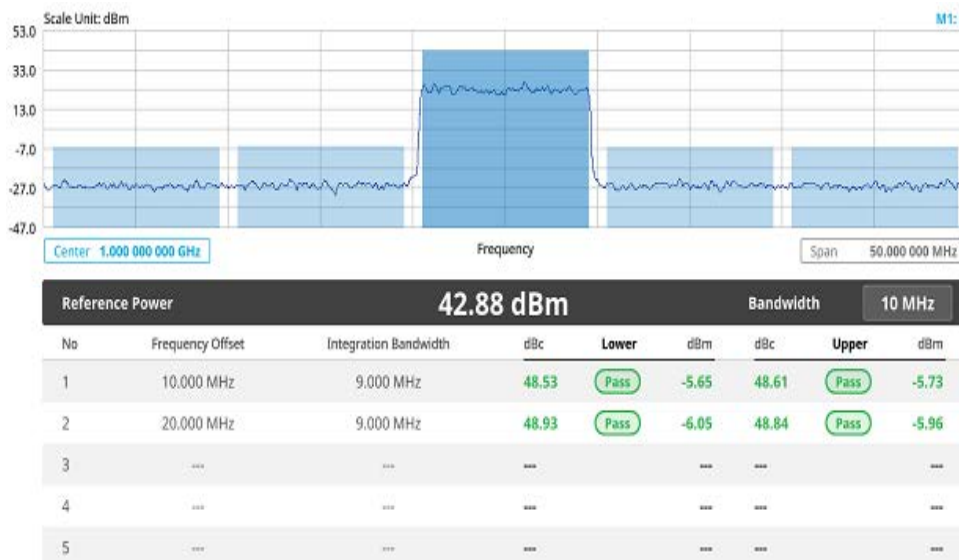 Scale Unit: dBm
M1:
53.0
33.0
13.0
-7.0
-27.0
-47.0
Center 1.000 000 000 GHz
Frequency
Span 50.000 000 MHz
Reference Power 42.88 dBm Bandwidth 10 MHz
No Frequency Offset Integration Bandwidth dBc Lower dBm dBc Upper dBm
1 10.000 MHz 9.000 MHz 48.53 Pass -5.65 48.61 Pass -5.73
2 20.000 MHz 9.000 MHz 48.93 Pass -6.05 48.84 Pass -5.96
3 --- --- --- --- --- ---
4 --- --- --- --- --- ---
5 --- --- --- --- --- ---